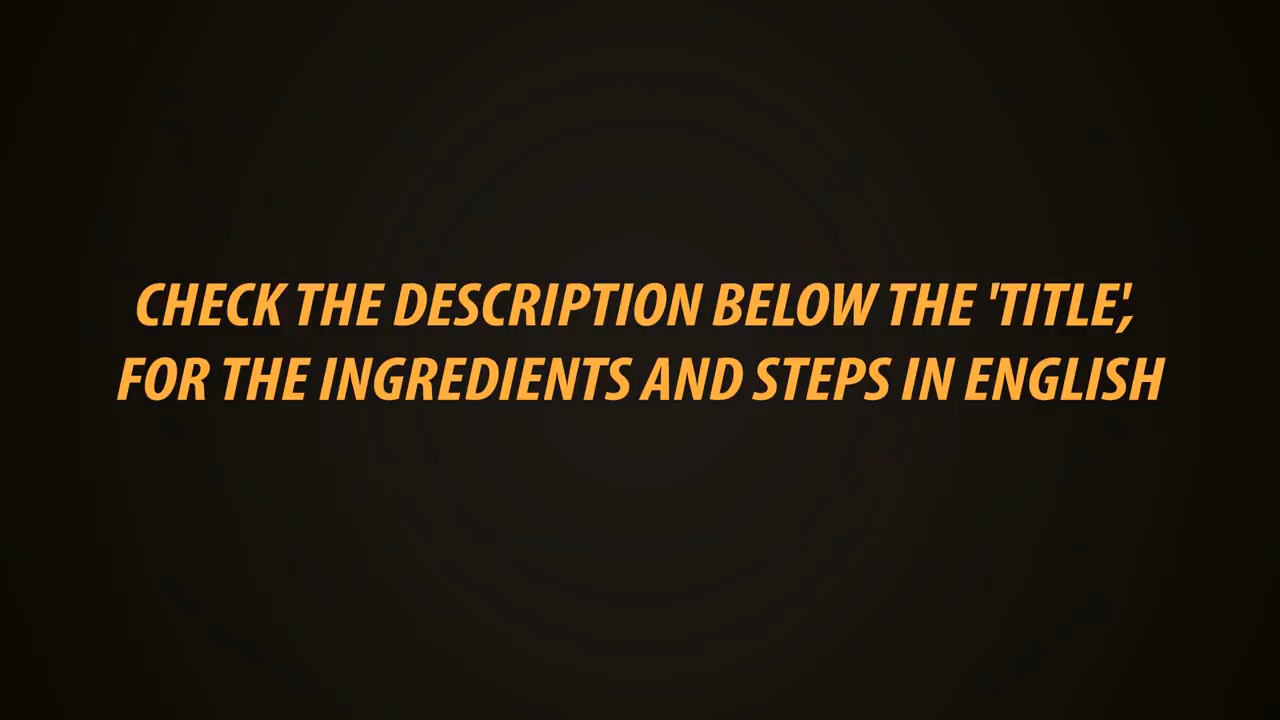 CHECK THE DESCRIPTION BELOW THE 'TITLE',
FOR THE INGREDIENTS AND STEPS IN ENGLISH